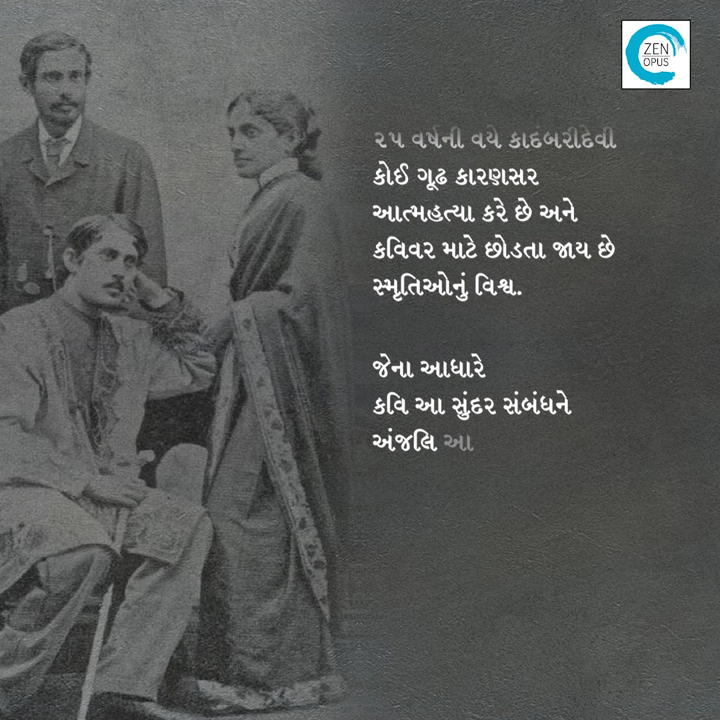 ZEN
OPUS
૨૫ વર્ષની વયે કાદંબરીદેવી
કોઈ ગૂઢ કારણસર
આત્મહત્યા કરે છે અને
કવિવર માટે છોડતા જાય છે
સ્મૃતિઓનું વિશ્વ.
જેના આધારે
કવિ આ સુંદર સંબંધને
અંજલિ આ